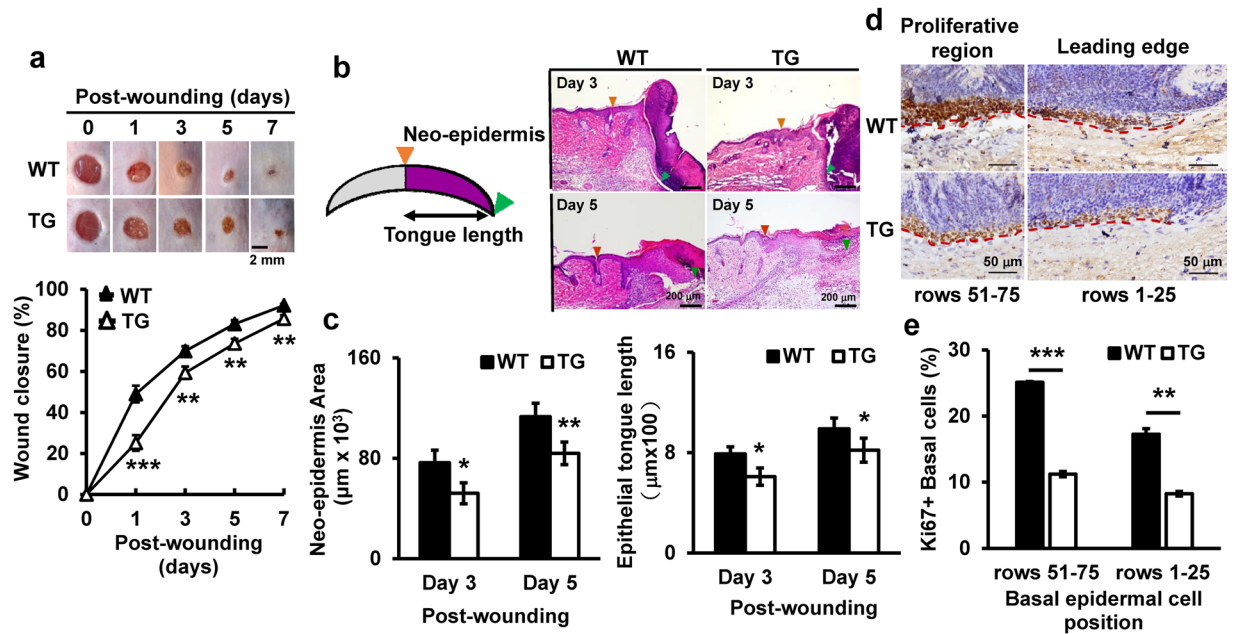 a
Post-wounding (days)
0 1 3 5 7
WT
TG
2 mm
Wound closure (%)
100
80
60
40
20
0
WT
TG
***
**
**
**
0 1 3 5 7
Post-wounding
(days)
b
WT TG
Neo-epidermis
Tongue length
Day 3
Day 3
Day 5
Day 5
200 μm
200 μm
c
Neo-epidermis Area
(μm x 10³)
160
80
0
WT TG
*
**
Day 3 Day 5
Post-wounding
Epithelial tongue length
(μmx100)
16
8
0
WT TG
*
*
Day 3 Day 5
Post-wounding
d
Proliferative
region
Leading edge
WT
TG
50 μm
50 μm
rows 51-75 rows 1-25
e
Ki67+ Basal cells (%)
30
20
10
0
WT TG
***
**
rows 51-75 rows 1-25
Basal epidermal cell
position